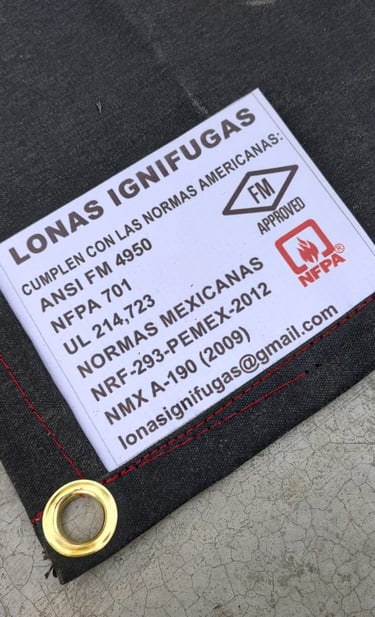 LONAS IGNIFUGAS
CUMPLEN CON LAS NORMAS AMERICANAS:
ANSI FM 4950
NFPA 701
UL 214,723
NORMAS MEXICANAS
NRF-293-PEMEX-2012
NMX A-190 (2009)
lonasignifugas@gmail.com
FM
APPROVED
NFPA®